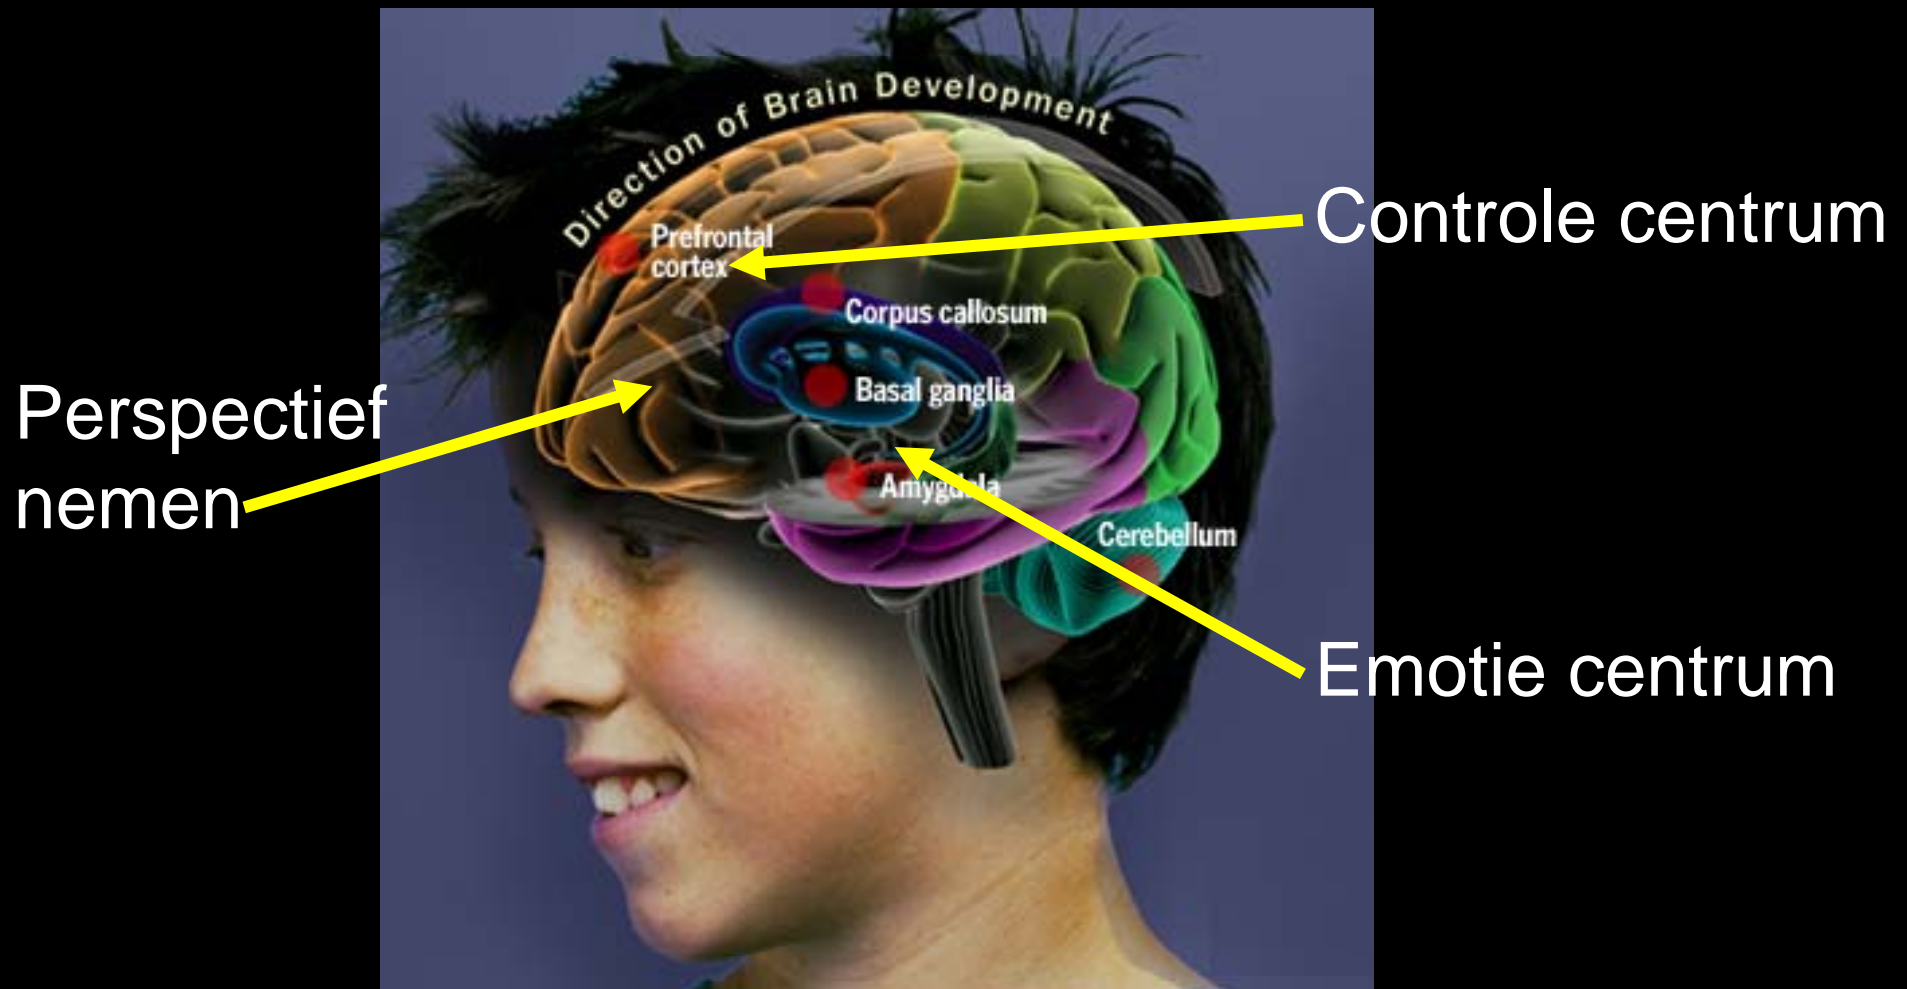 Direction of Brain Development
Controle centrum
Prefrontal
cortex
Corpus callosum
Basal ganglia
Perspectief
nemen
Amygdala
Cerebellum
Emotie centrum